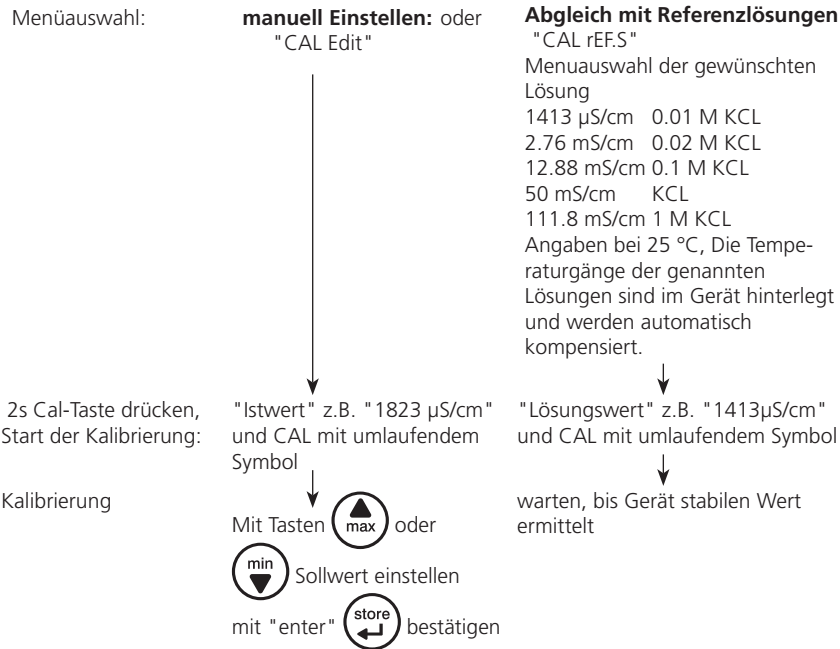 Menüauswahl:
manuell Einstellen: oder
"CAL Edit"
Abgleich mit Referenzlösungen
"CAL rEF.S"
Menuauswahl der gewünschten
Lösung
1413 µS/cm 0.01 M KCL
2.76 mS/cm 0.02 M KCL
12.88 mS/cm 0.1 M KCL
50 mS/cm KCL
111.8 mS/cm 1 M KCL
Angaben bei 25 °C, Die Tempe-
raturgänge der genannten
Lösungen sind im Gerät hinterlegt
und werden automatisch
kompensiert.
2s Cal-Taste drücken,
Start der Kalibrierung:
"Istwert" z.B. "1823 µS/cm"
und CAL mit umlaufendem
Symbol
"Lösungswert" z.B. "1413µS/cm"
und CAL mit umlaufendem Symbol
Kalibrierung
Mit Tasten max oder
min Sollwert einstellen
mit "enter" store bestätigen
warten, bis Gerät stabilen Wert
ermittelt